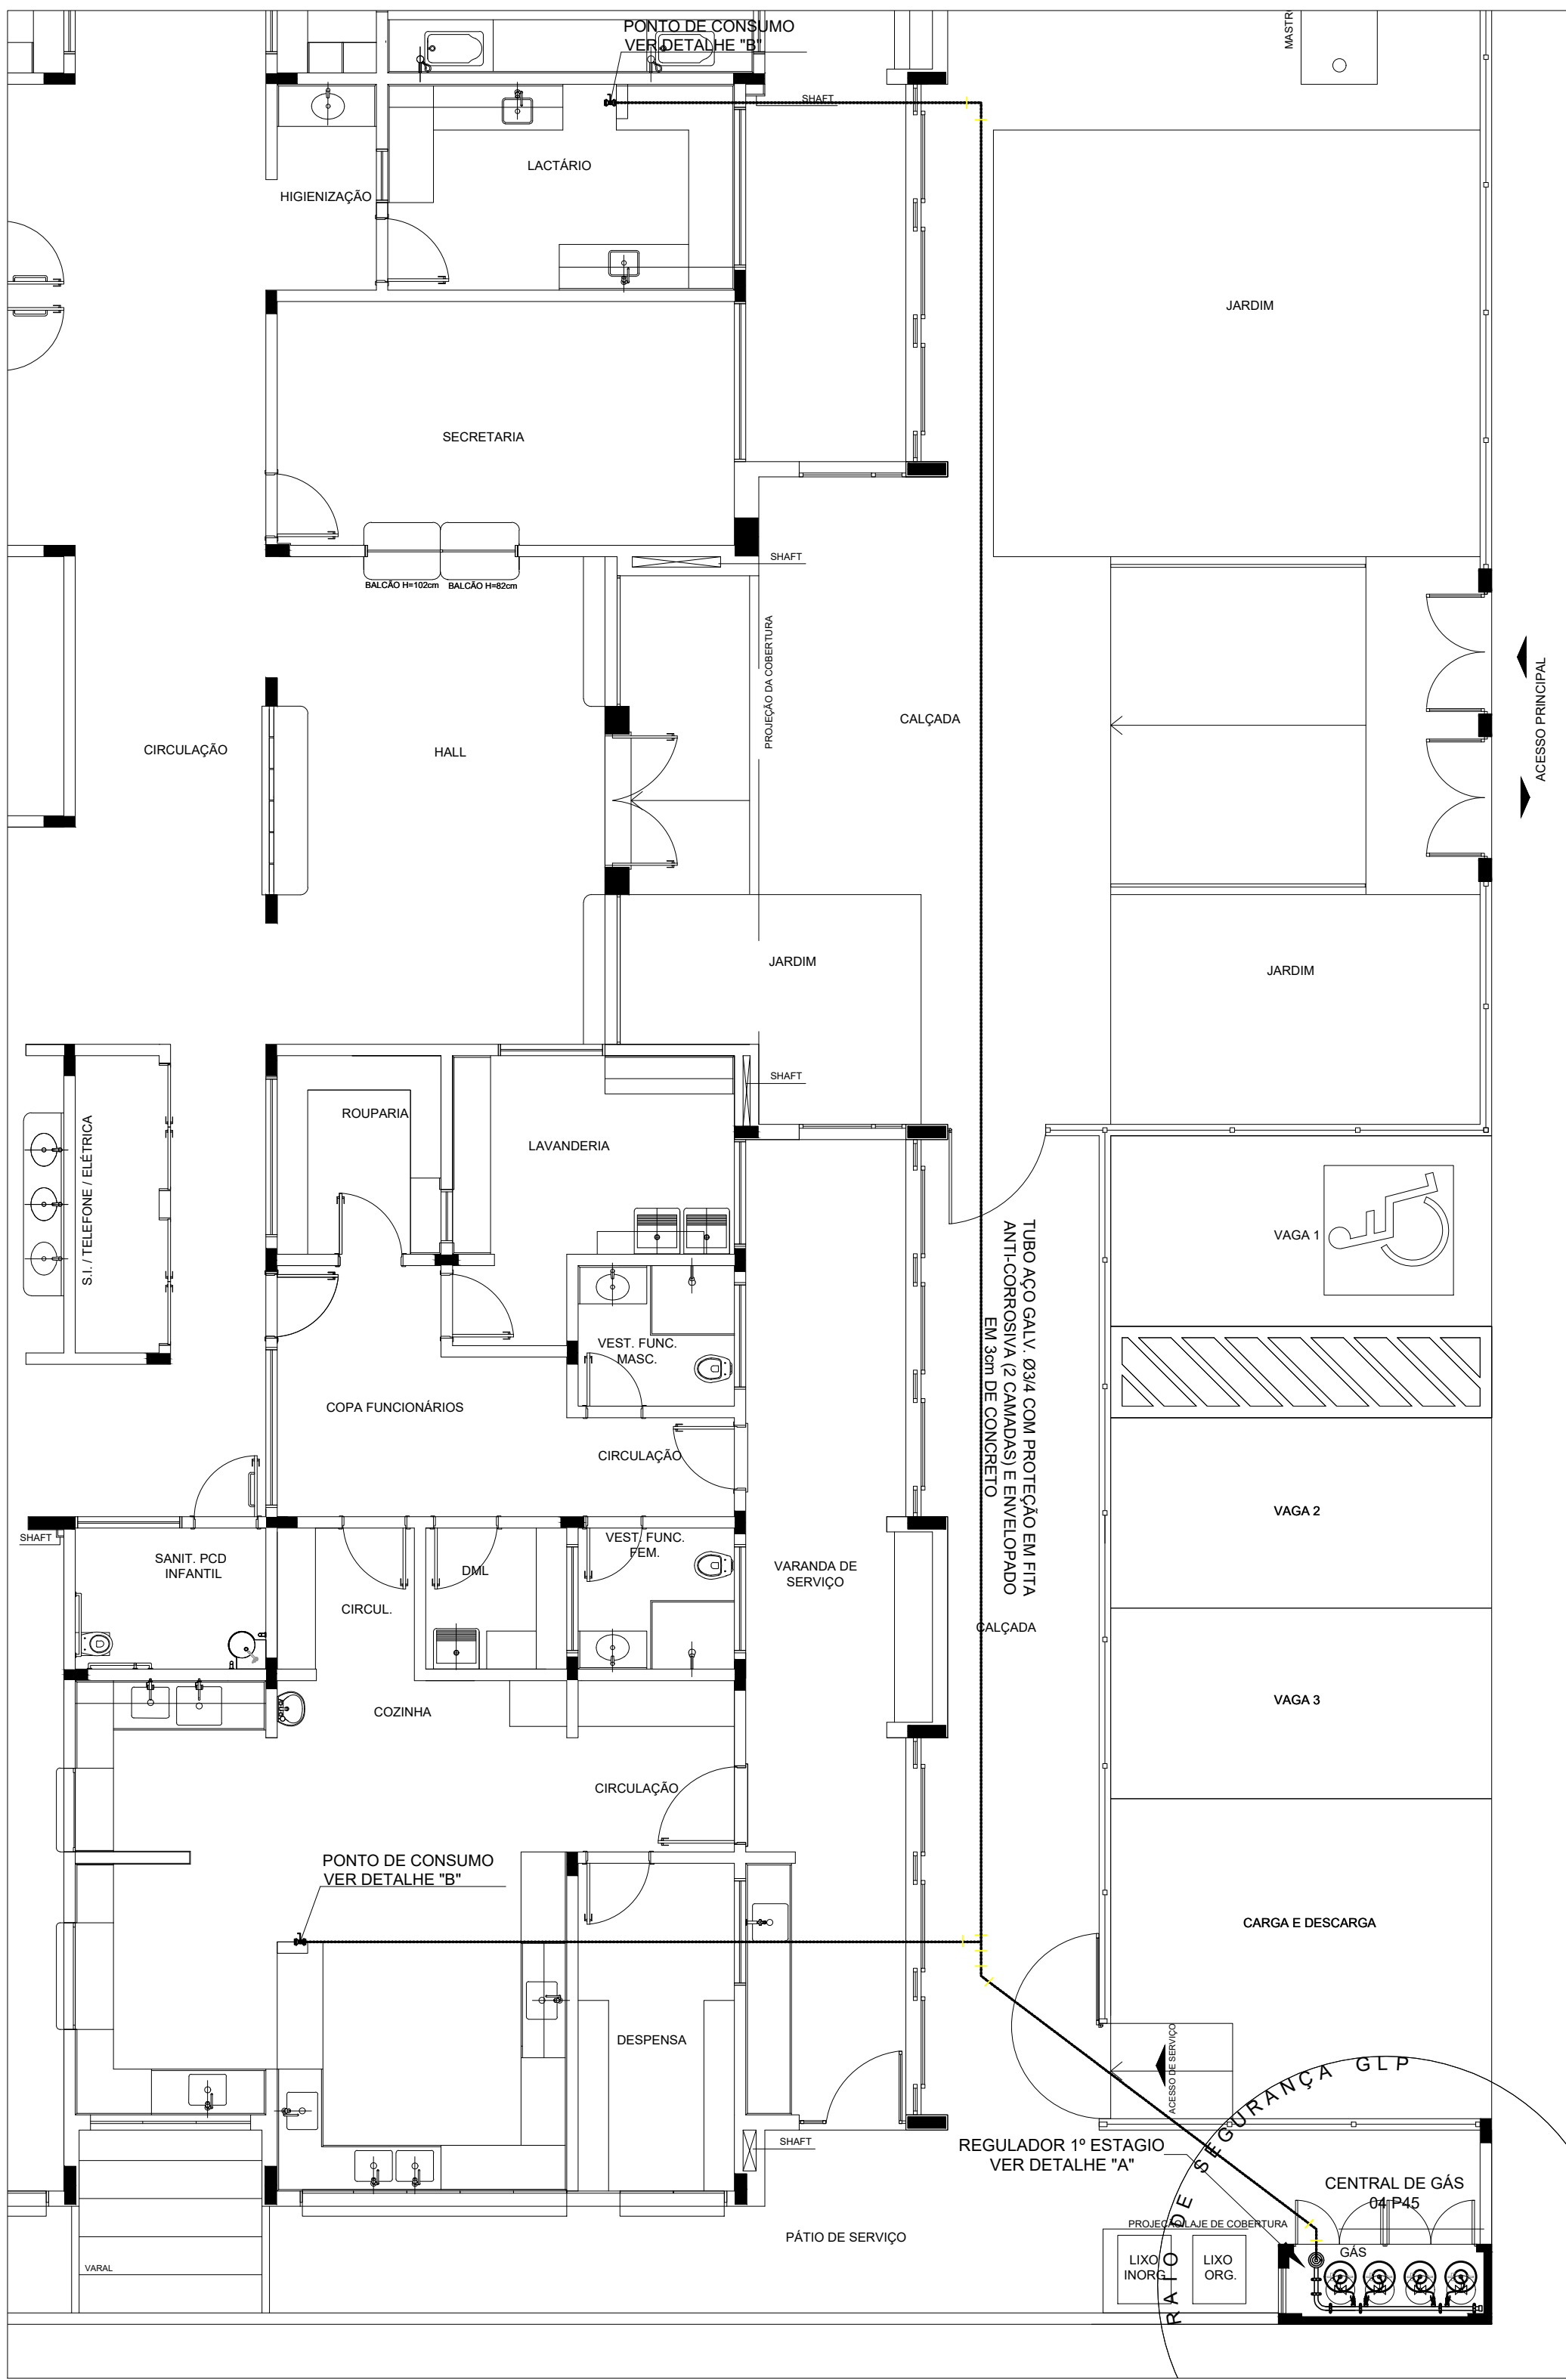 PONTO DE CONSUMO
VER DETALHE "B"
MASTR
SHAFT
LACTÁRIO
HIGIENIZAÇÃO
JARDIM
SECRETARIA
SHAFT
BALCÃO H=102cm
BALCÃO H=82cm
PROJEÇÃO DA COBERTURA
ACESSO PRINCIPAL
CALÇADA
CIRCULAÇÃO
HALL
JARDIM
JARDIM
SHAFT
ROUPARIA
LAVANDERIA
S.I. / TELEFONE / ELÉTRICA
TUBO AÇO GALV. Ø3/4 COM PROTEÇÃO EM FITA
ANTI-CORROSIVA (2 CAMADAS) E ENVELOPADO
EM 3cm DE CONCRETO
VAGA 1
VEST. FUNC.
MASC.
COPA FUNCIONÁRIOS
CIRCULAÇÃO
VAGA 2
SHAFT
SANIT. PCD
INFANTIL
VEST. FUNC.
FEM.
DML
VARANDA DE
SERVIÇO
CIRCUL.
CALÇADA
COZINHA
VAGA 3
CIRCULAÇÃO
PONTO DE CONSUMO
VER DETALHE "B"
CARGA E DESCARGA
DESPENSA
ACESSO DE SERVIÇO
RAIO DE SEGURANÇA GLP
SHAFT
REGULADOR 1º ESTAGIO
VER DETALHE "A"
CENTRAL DE GÁS
04 P45
PROJEÇÃO LAJE DE COBERTURA
PÁTIO DE SERVIÇO
GÁS
LIXO
INORG.
LIXO
ORG.
VARAL